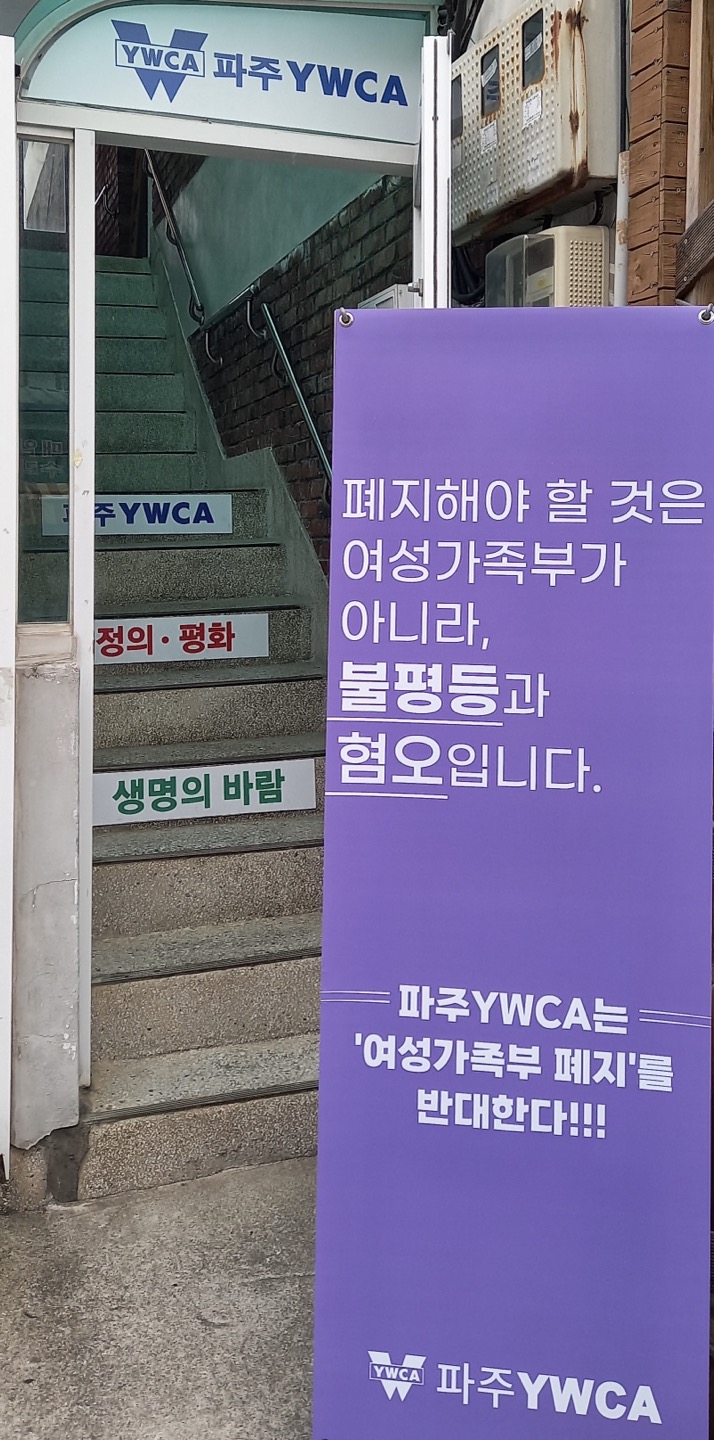 YWCA 파주YWCA
파주YWCA
정의·평화
생명의 바람
폐지해야 할 것은
여성가족부가
아니라,
불평등과
혐오입니다.
파주YWCA는
'여성가족부 폐지'를
반대한다!!!
YWCA 파주YWCA